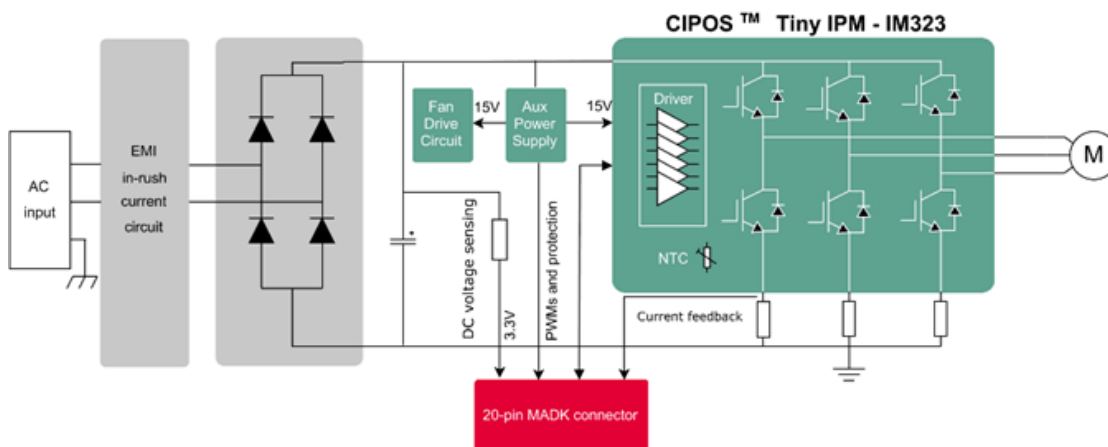 CIPOS ™ Tiny IPM - IM323
AC
input
EMI
in-rush
current
circuit
Fan
Drive
Circuit
15V
Aux
Power
Supply
15V
Driver
NTC
M
DC voltage sensing
3.3V
PWMs and protection
Current feedback
20-pin MADK connector